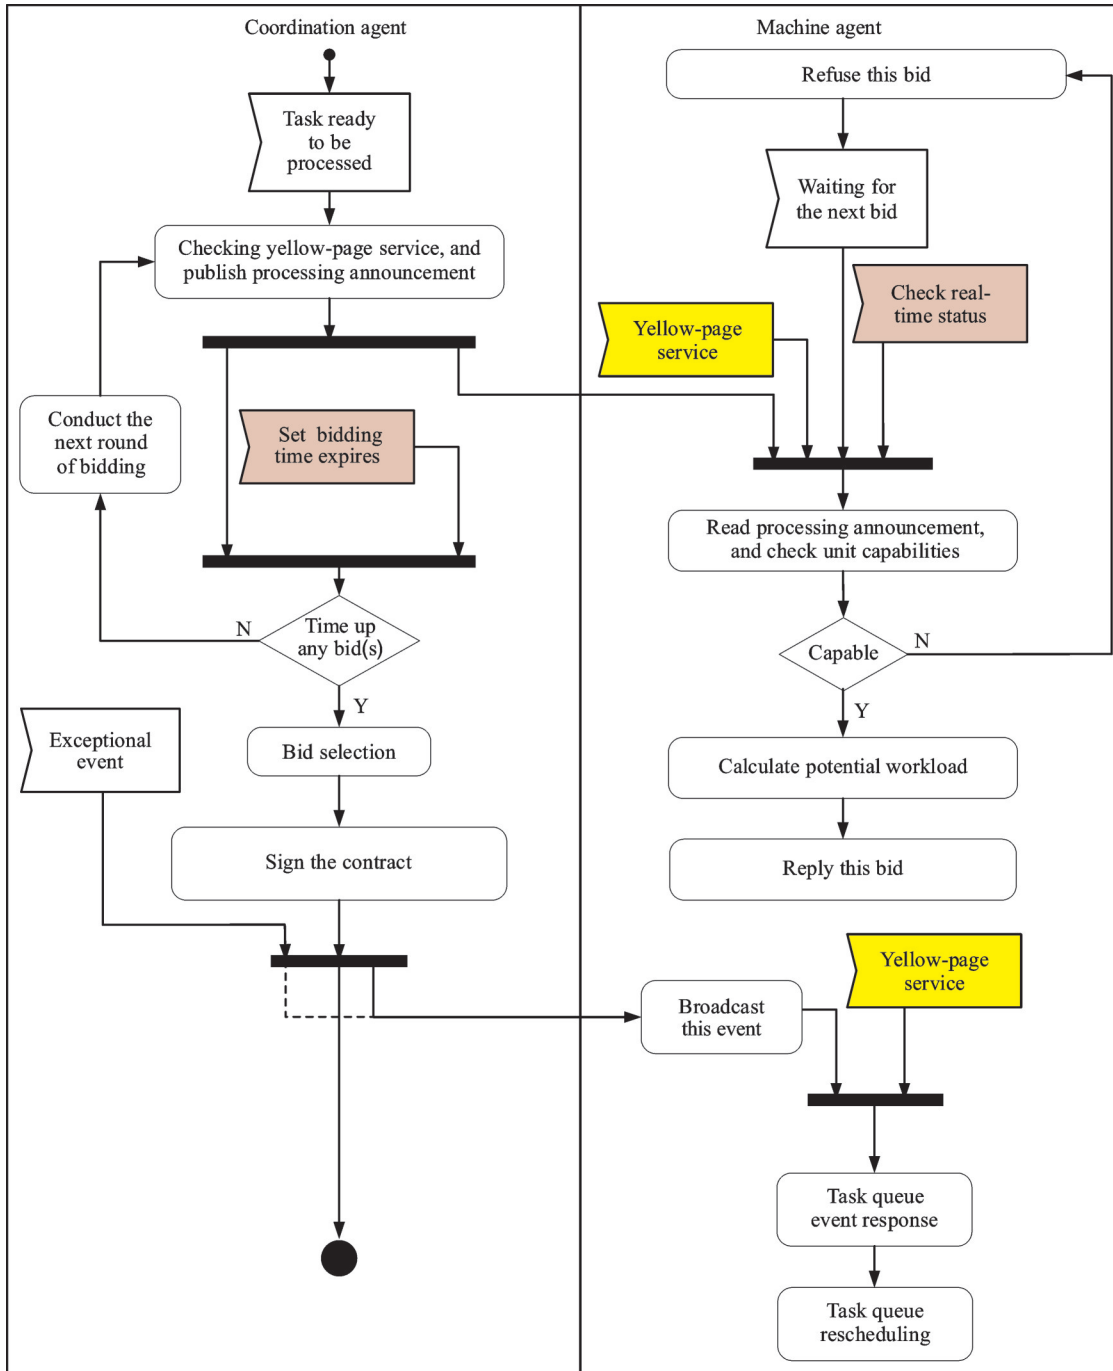 Coordination agent
Task ready
to be
processed
Checking yellow-page service, and
publish processing announcement
Conduct the
next round
of bidding
Set bidding
time expires
N
Time up
any bid(s)
Y
Exceptional
event
Bid selection
Sign the contract
Machine agent
Refuse this bid
Waiting for
the next bid
Check real-
time status
Yellow-page
service
Read processing announcement,
and check unit capabilities
Capable
N
Y
Calculate potential workload
Reply this bid
Yellow-page
service
Broadcast
this event
Task queue
event response
Task queue
rescheduling